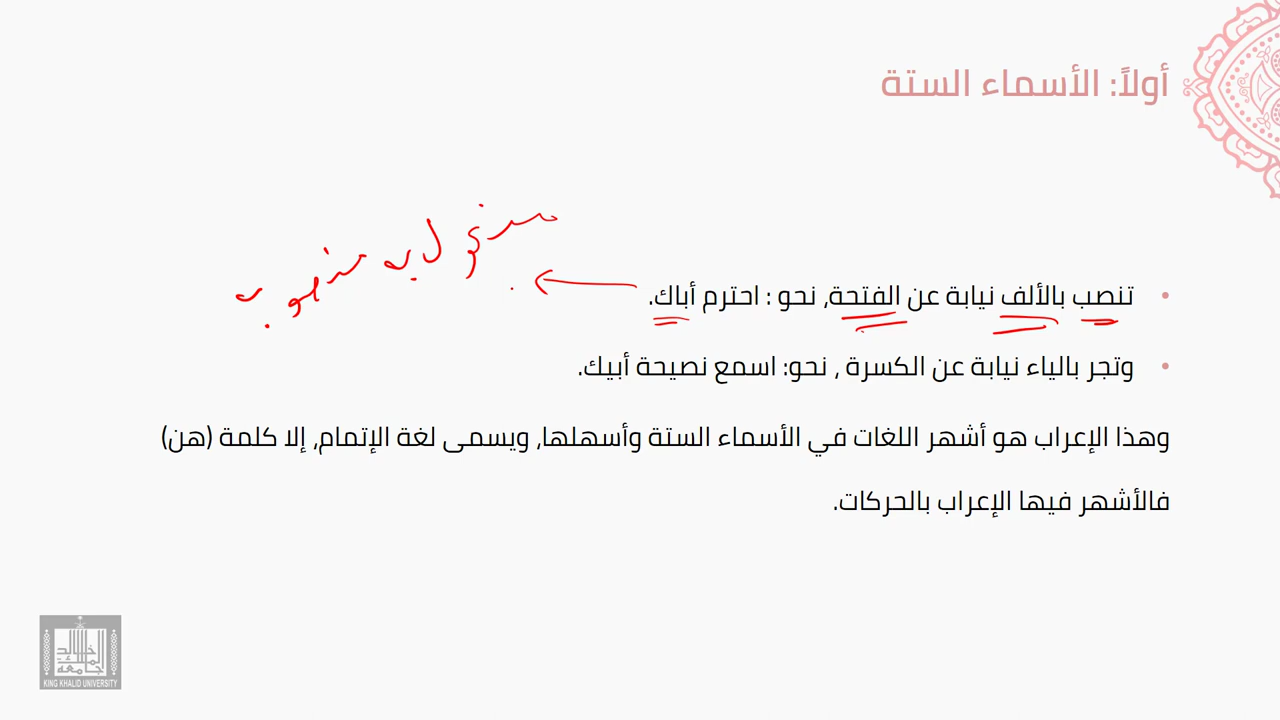 أولاً: الأسماء الستة
مفعول به منصوب
• تنصب بالألف نيابة عن الفتحة، نحو : احترم أباك.
• وتجر بالياء نيابة عن الكسرة ، نحو: اسمع نصيحة أبيك.
وهذا الإعراب هو أشهر اللغات في الأسماء الستة وأسهلها، ويسمى لغة الإتمام، إلا كلمة (هن)
فالأشهر فيها الإعراب بالحركات.
جامعة الملك خالد
KING KHALID UNIVERSITY